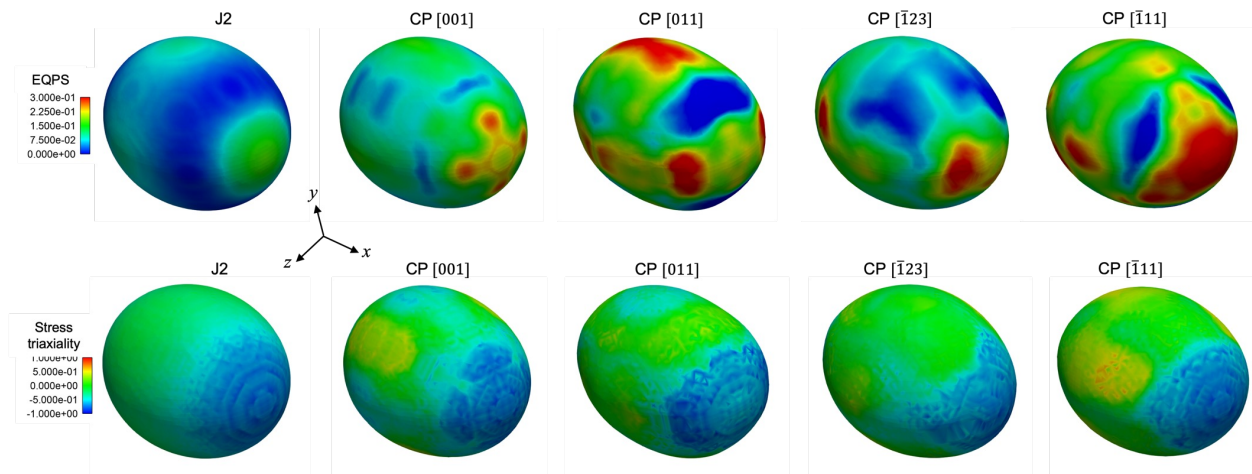 J2
CP [001]
CP [011]
CP [1̅23]
CP [1̅11]
EQPS
3.000e-01
2.250e-01
1.500e-01
7.500e-02
0.000e+00
y
x
z
J2
CP [001]
CP [011]
CP [1̅23]
CP [1̅11]
Stress
triaxiality
1.000e+00
5.000e-01
0.000e+00
-5.000e-01
-1.000e+00